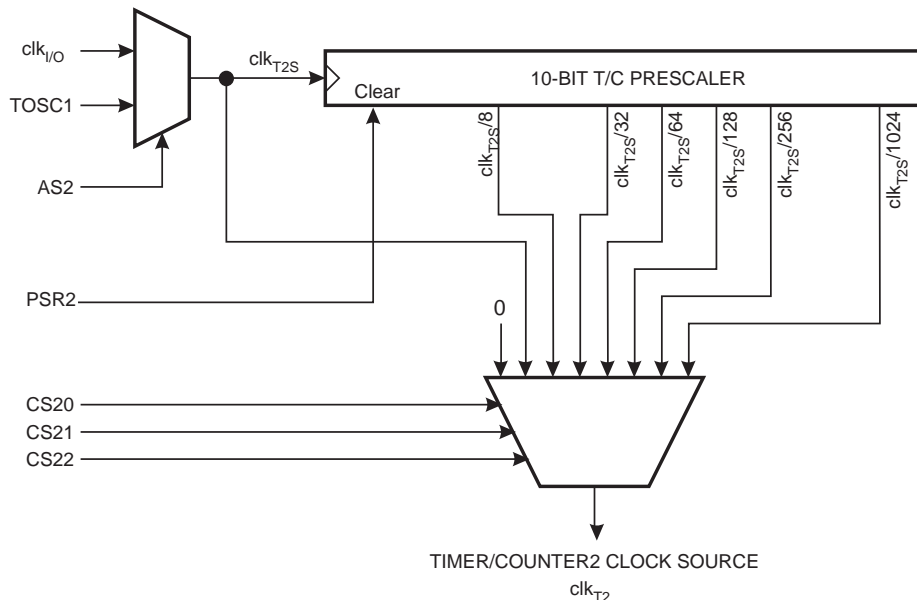 clkI/O
clkT2S
10-BIT T/C PRESCALER
TOSC1
Clear
clkT2S/8
clkT2S/32
clkT2S/64
clkT2S/128
clkT2S/256
clkT2S/1024
AS2
PSR2
0
CS20
CS21
CS22
TIMER/COUNTER2 CLOCK SOURCE
clkT2